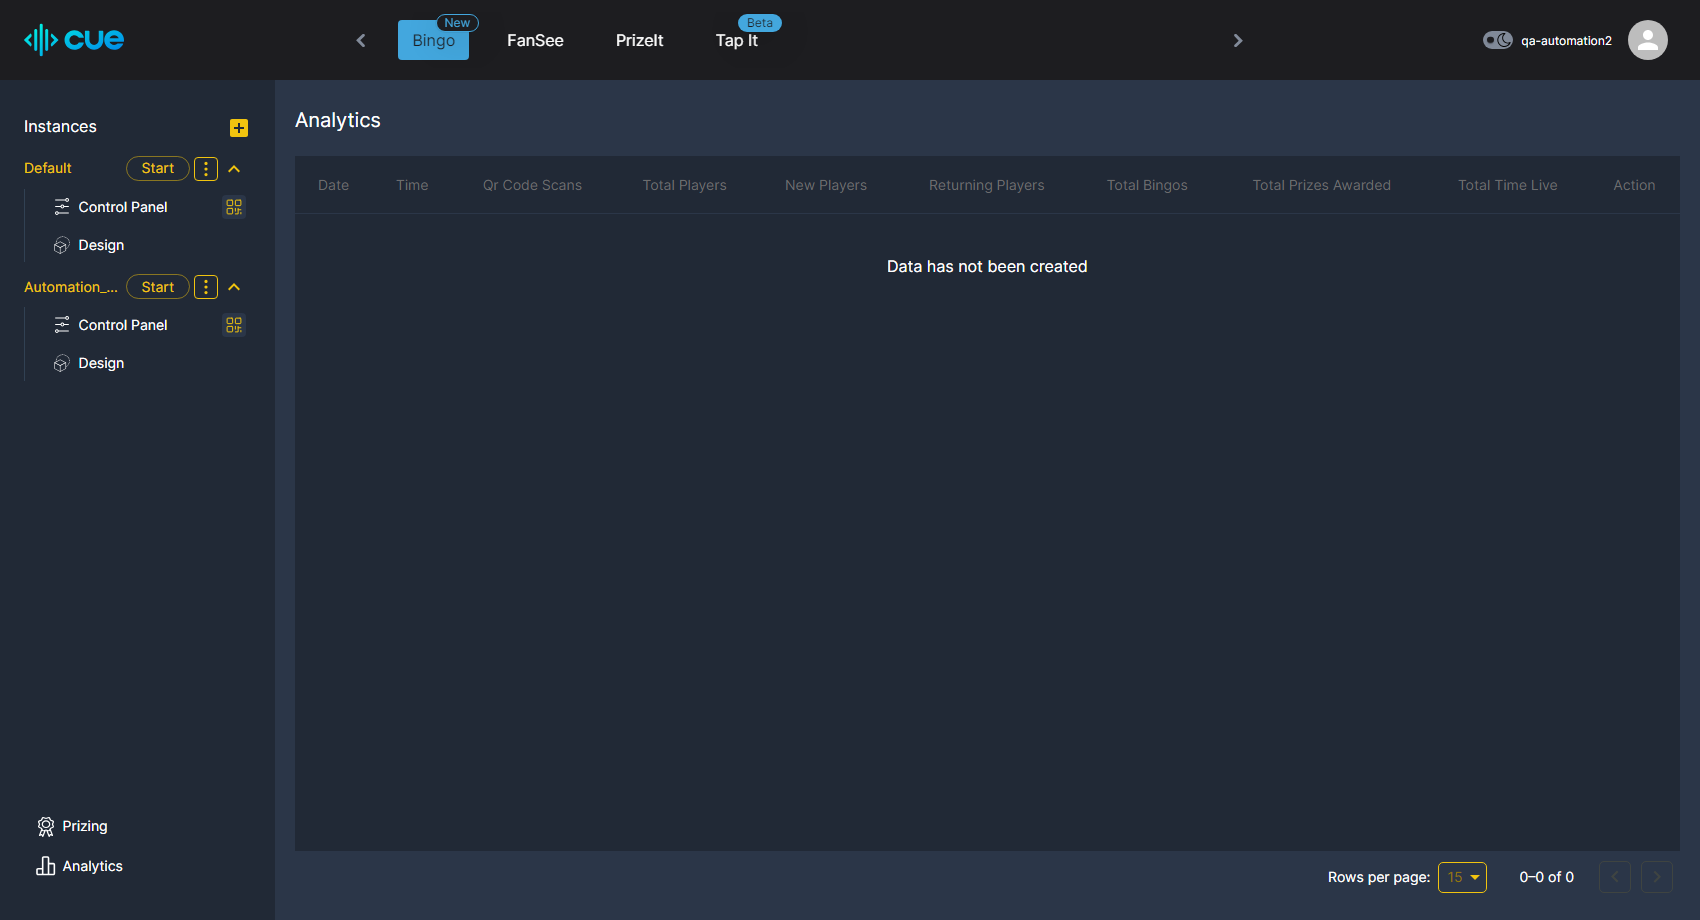 cue
Bingo
New
FanSee
PrizeIt
Tap It
Beta
qa-automation2
Instances
Default
Start
Control Panel
Design
Automation_...
Start
Control Panel
Design
Prizing
Analytics
Analytics
Date Time Qr Code Scans Total Players New Players Returning Players Total Bingos Total Prizes Awarded Total Time Live Action
Data has not been created
Rows per page: 15 0–0 of 0